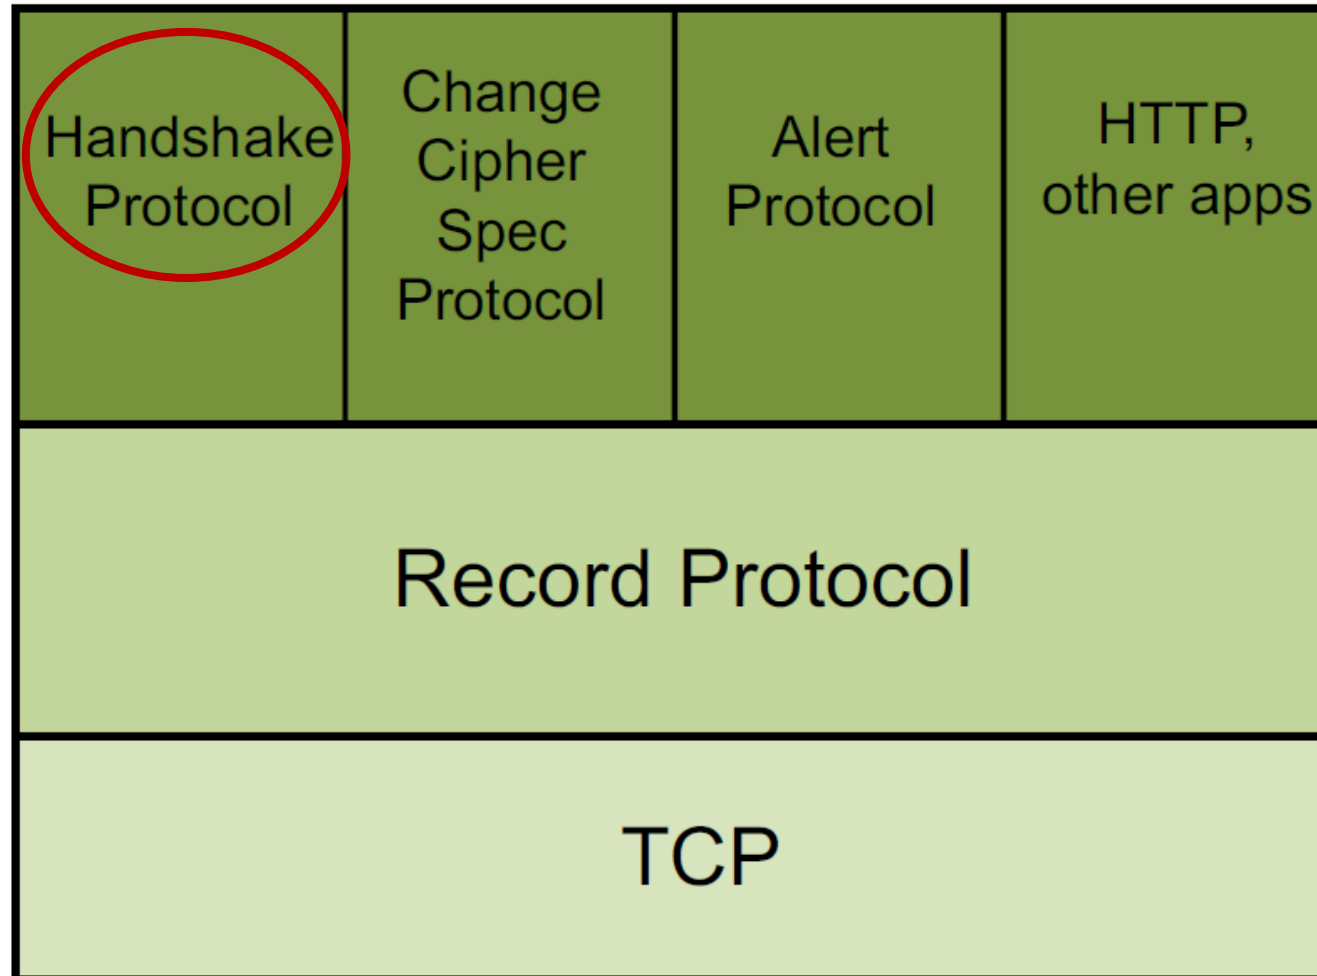 Handshake
Protocol
Change
Cipher
Spec
Protocol
Alert
Protocol
HTTP,
other apps
Record Protocol
TCP